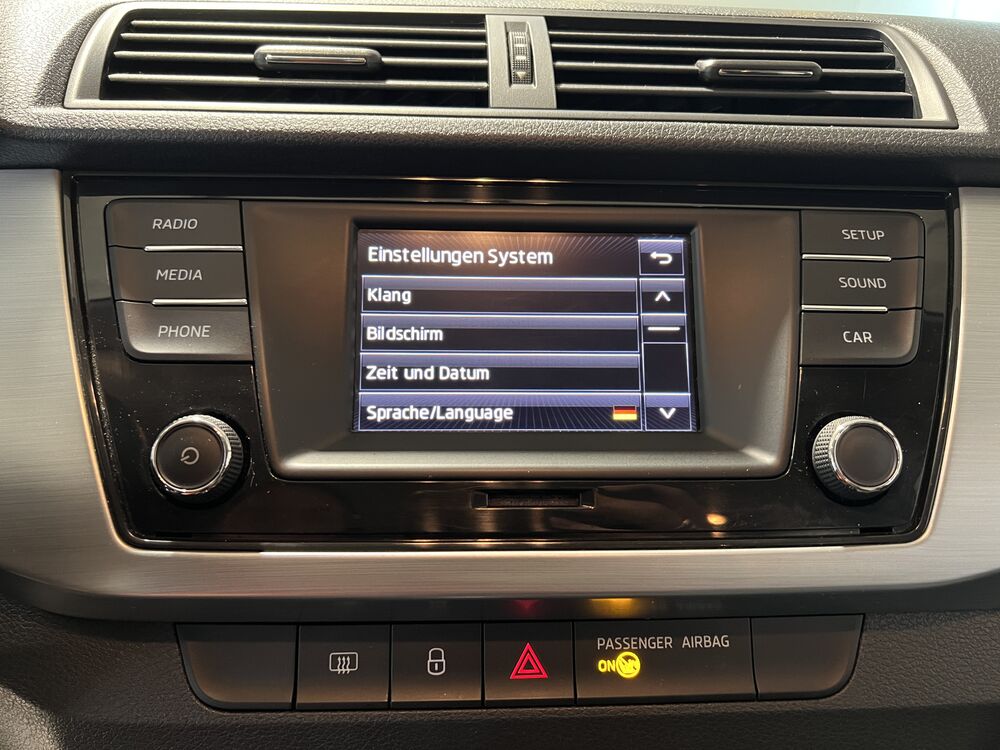 RADIO
MEDIA
PHONE
Einstellungen System
Klang
Bildschirm
Zeit und Datum
Sprache/Language
SETUP
SOUND
CAR
PASSENGER AIRBAG
ON